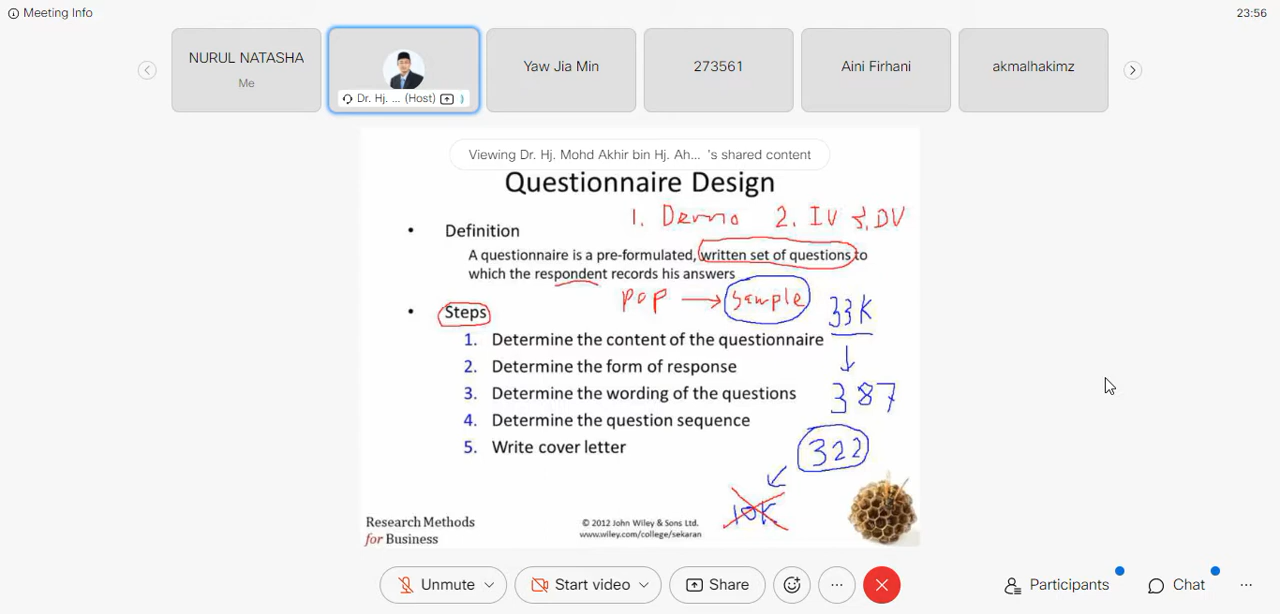 Meeting Info
23:56
NURUL NATASHA
Me
Dr. Hj. ... (Host)
Yaw Jia Min
273561
Aini Firhani
akmalhakimz
Viewing Dr. Hj. Mohd Akhir bin Hj. Ah... 's shared content
Questionnaire Design
1. Demo 2. IV & DV
• Definition
A questionnaire is a pre-formulated, written set of questions to
which the respondent records his answers
POP → Sample
33K
• Steps
1. Determine the content of the questionnaire
2. Determine the form of response
3. Determine the wording of the questions
387
4. Determine the question sequence
5. Write cover letter
322
10K
Research Methods
for Business
© 2012 John Wiley & Sons Ltd.
www.wiley.com/college/sekaran
Unmute
Start video
Share
Participants
Chat